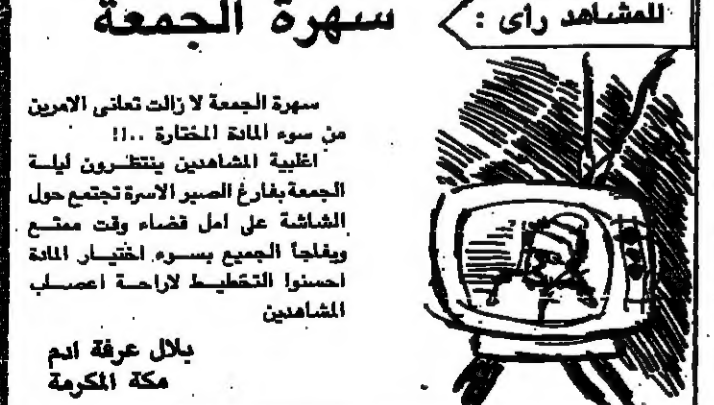 للمشاهد رأى :
سهرة الجمعة
سهرة الجمعة لا زالت تعانى الامرين
من سوء المادة المختارة ..!!
اغلبية المشاهدين ينتظرون ليلة
الجمعة بفارغ الصبر الاسرة تجتمع حول
الشاشة على امل قضاء وقت ممتع
ويفاجأ الجميع بسوء اختيار المادة
احسنوا التخطيط لاراحة اعصاب
المشاهدين
بلال عرفة ادم
مكة المكرمة